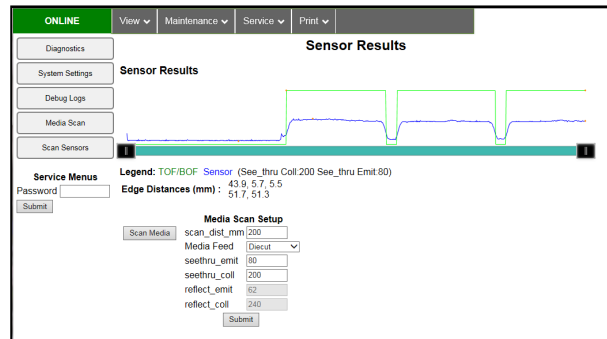 ONLINE View Maintenance Service Print
Sensor Results
Diagnostics
System Settings
Debug Logs
Media Scan
Scan Sensors
Service Menus
Password
Submit
Sensor Results
Legend: TOF/BOF Sensor (See_thru Coll:200 See_thru Emit:80)
Edge Distances (mm) : 43.9, 5.7, 5.5
51.7, 51.3
Media Scan Setup
Scan Media scan_dist_mm 200
Media Feed Diecut
seethru_emit 80
seethru_coll 200
reflect_emit 62
reflect_coll 240
Submit